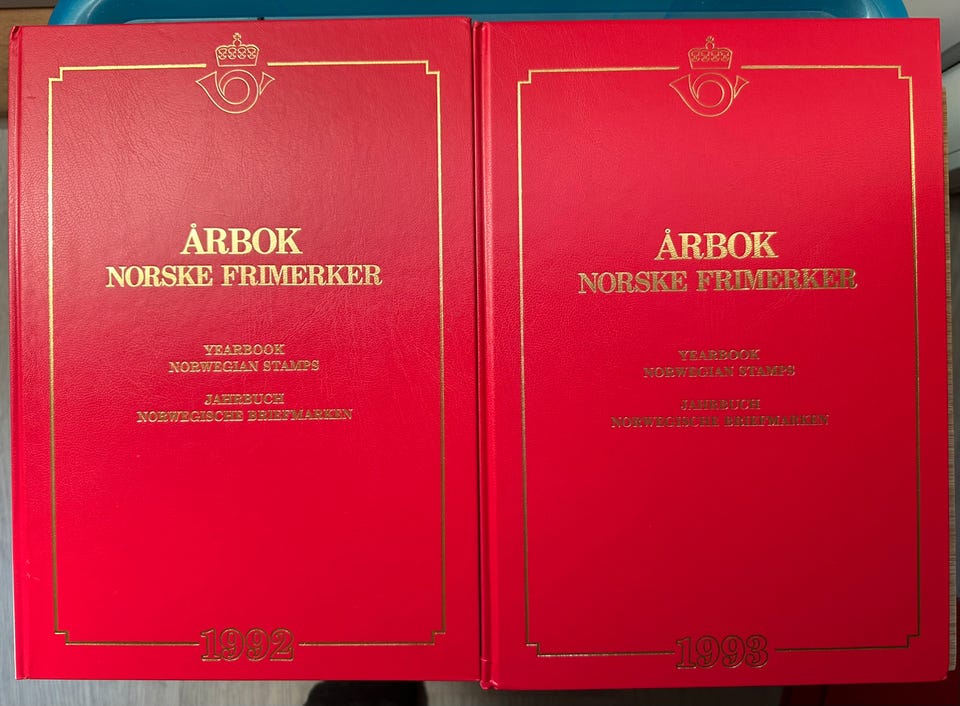 ÅRBOK
NORSKE FRIMERKER
YEARBOOK
NORWEGIAN STAMPS
JAHRBUCH
NORWEGISCHE BRIEFMARKEN
1992
ÅRBOK
NORSKE FRIMERKER
YEARBOOK
NORWEGIAN STAMPS
JAHRBUCH
NORWEGISCHE BRIEFMARKEN
1993